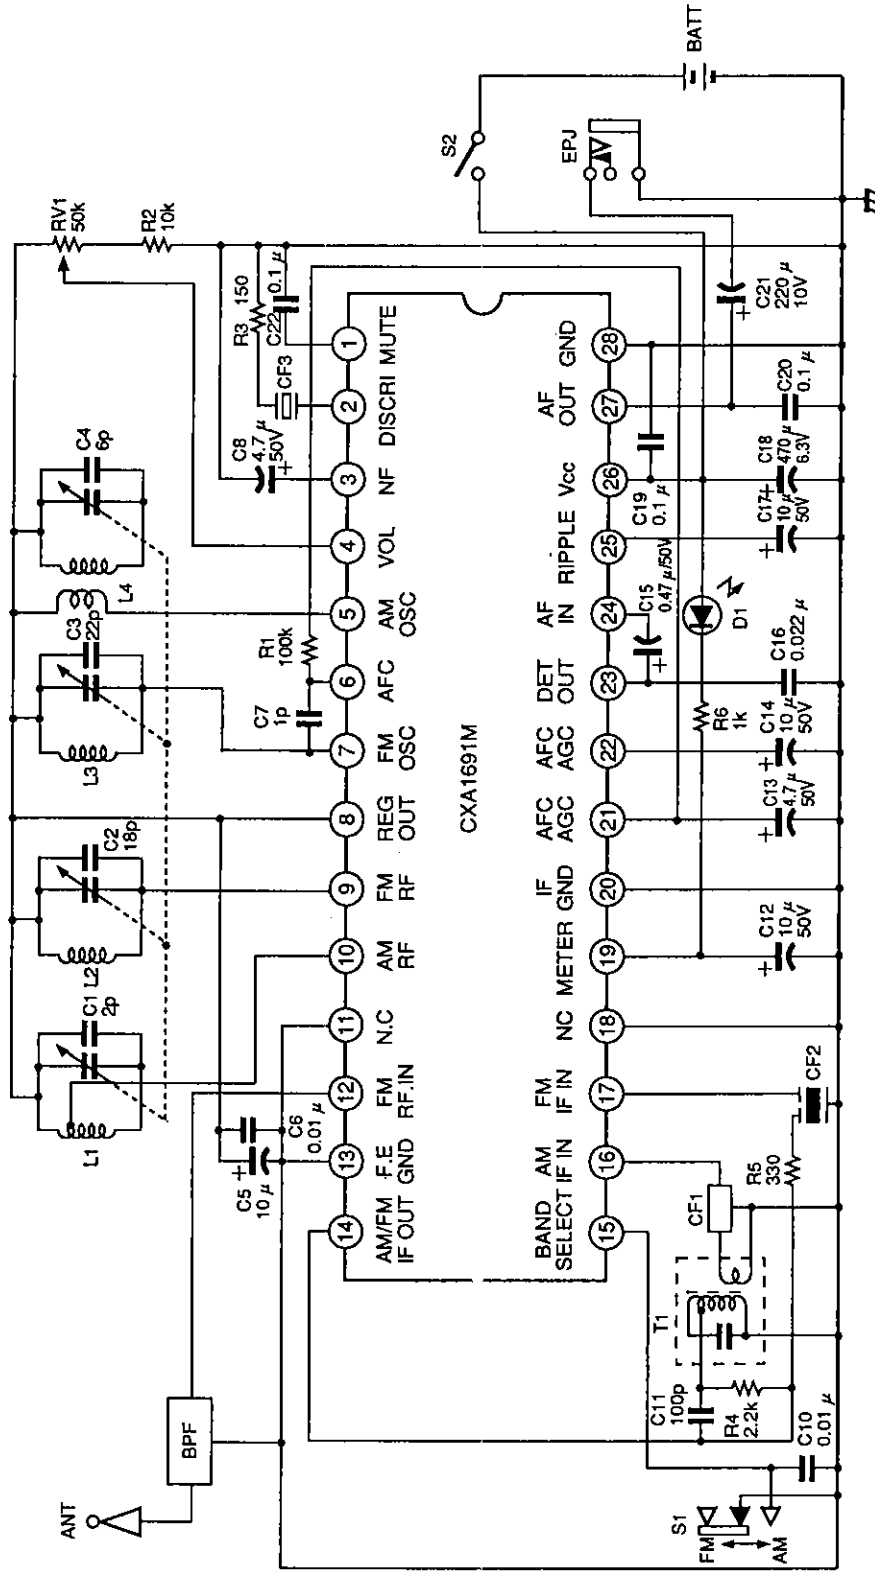 ANT
BPF
L1
C1
2p
L2
C2
18p
L3
C3
22p
L4
C4
6p
RV1
50k
R2
10k
C5
10 μ
C6
0.01 μ
C7
1p
R1
100k
C8
4.7 μ
50V
CF3
R3
150
C22
0.1 μ
14
13
12
11
10
9
8
7
6
5
4
3
2
1
AM/FM
IF OUT
F.E
GND
FM
RF.IN
N.C
AM
RF
FM
RF
REG
OUT
FM
OSC
AFC
AM
OSC
VOL
NF
DISCRI
MUTE
CXA1691M
BAND
SELECT
AM
IF IN
FM
IF IN
NC
METER
IF
GND
AFC
AGC
AFC
AGC
DET
OUT
AF
IN
RIPPLE
Vcc
AF
OUT
GND
15
16
17
18
19
20
21
22
23
24
25
26
27
28
S1
FM
AM
C10
0.01 μ
C11
100p
R4
2.2k
T1
CF1
R5
330
CF2
C12
10 μ
50V
C13
4.7 μ
50V
C14
10 μ
50V
R6
1k
C16
0.022 μ
D1
C15
0.47 μ/50V
C19
0.1 μ
C17
10 μ
50V
C18
470 μ
6.3V
C20
0.1 μ
C21
220 μ
10V
S2
EPJ
BATT
+
+
+
+
+
+
+
+
+